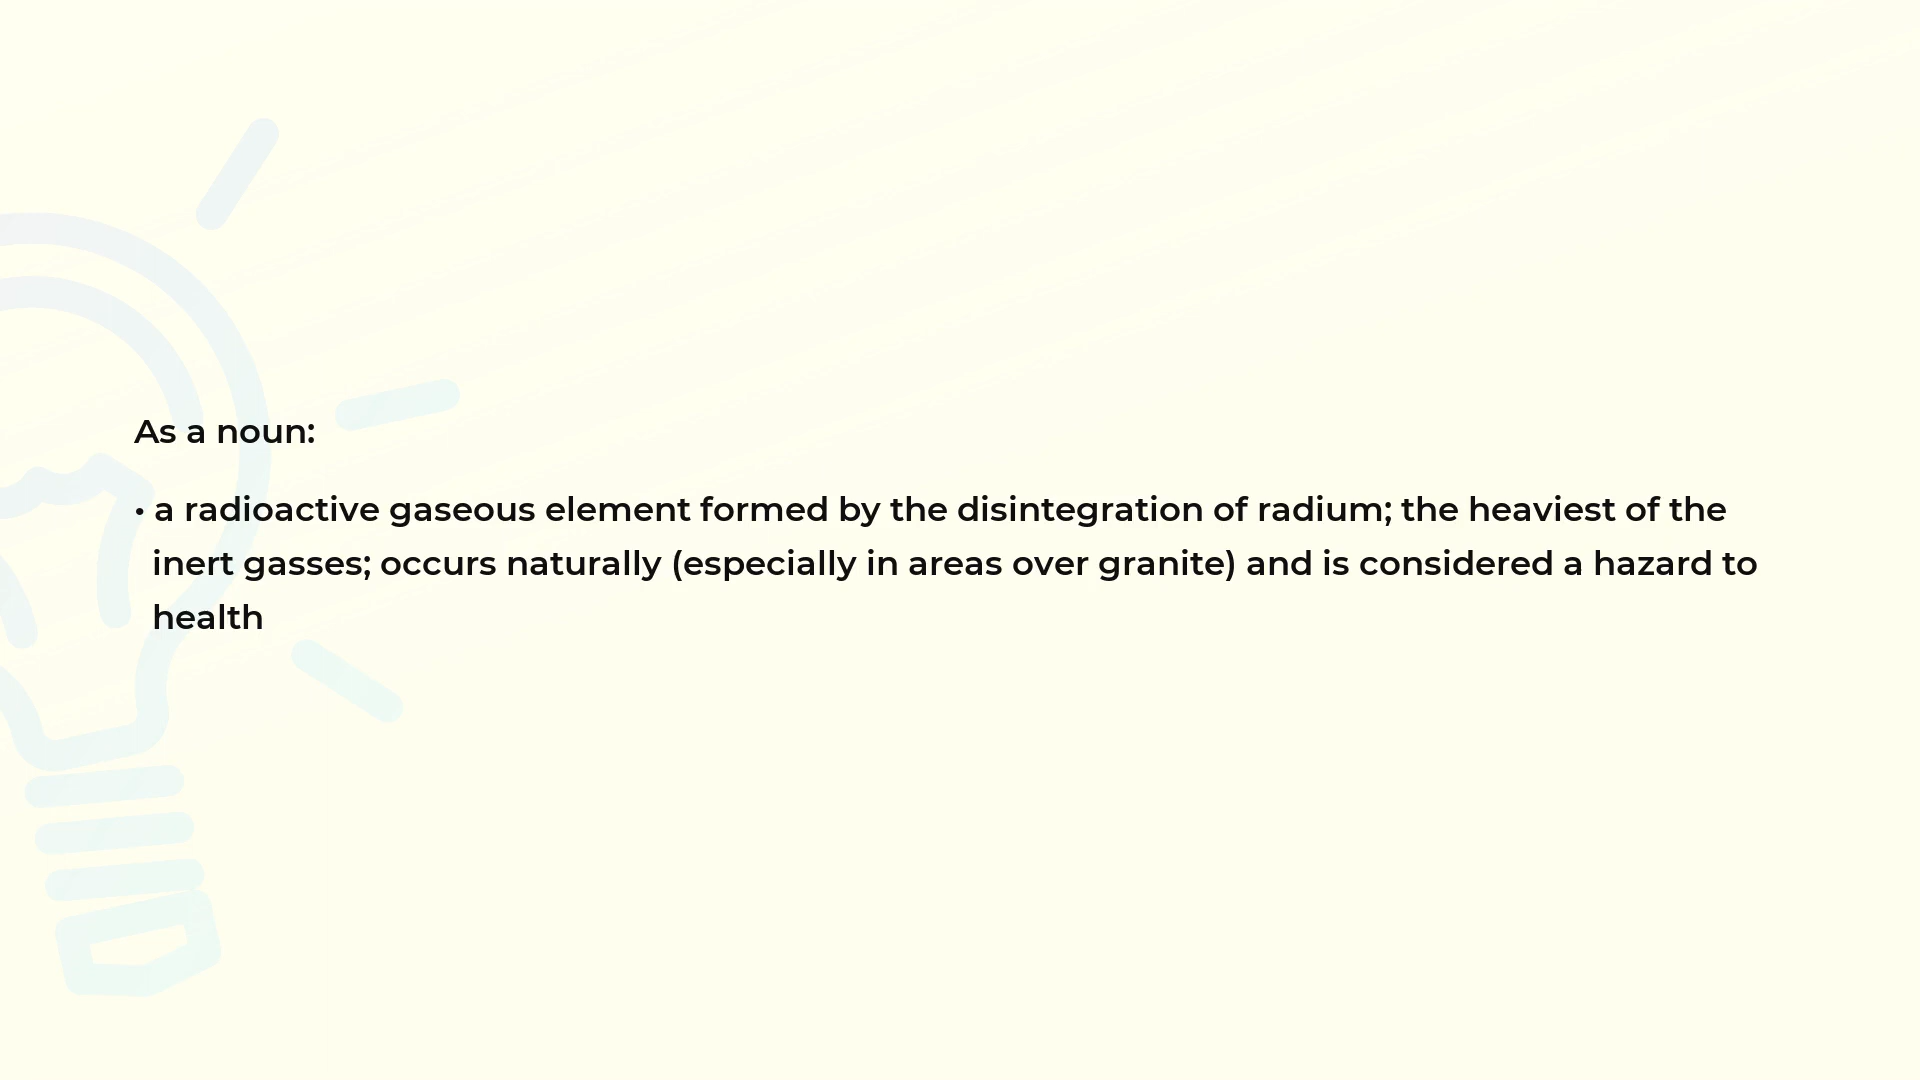 As a noun:
• a radioactive gaseous element formed by the disintegration of radium; the heaviest of the
inert gasses; occurs naturally (especially in areas over granite) and is considered a hazard to
health